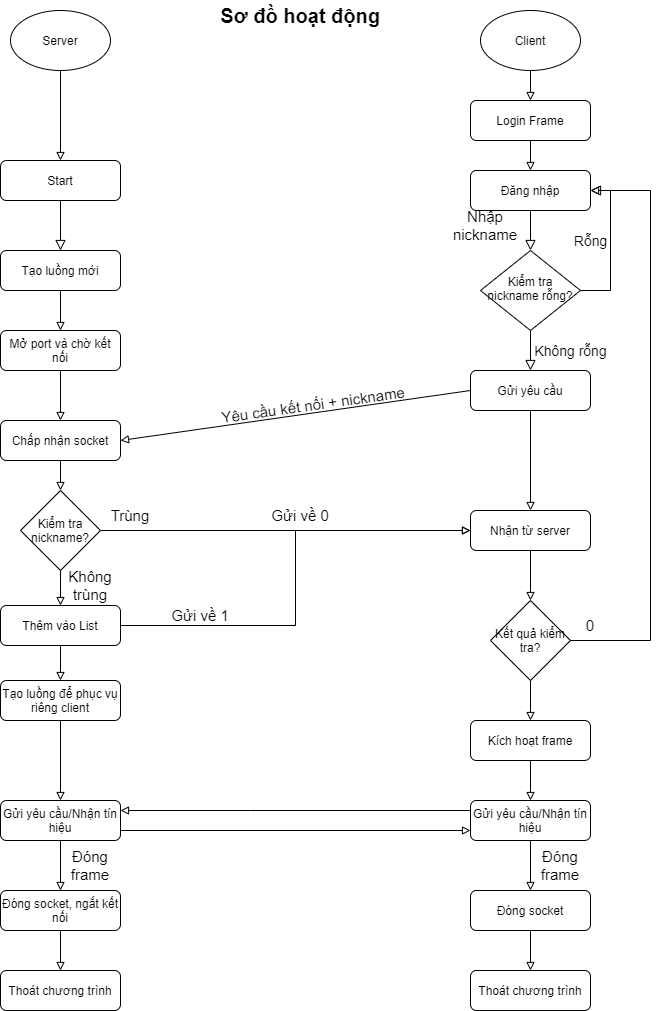 Sơ đồ hoạt động
Server
Client
Login Frame
Start
Đăng nhập
Nhập
nickname
Rỗng
Tạo luồng mới
Kiểm tra
nickname rỗng?
Mở port và chờ kết
nối
Không rỗng
Gửi yêu cầu
Yêu cầu kết nối + nickname
Chấp nhận socket
Kiểm tra
nickname?
Trùng
Gửi về 0
Nhận từ server
Không
trùng
Thêm vào List
Gửi về 1
Kết quả kiểm
tra?
0
Tạo luồng để phục vụ
riêng client
Kích hoạt frame
Gửi yêu cầu/Nhận tín
hiệu
Gửi yêu cầu/Nhận tín
hiệu
Đóng
frame
Đóng
frame
Đóng socket, ngắt kết
nối
Đóng socket
Thoát chương trình
Thoát chương trình